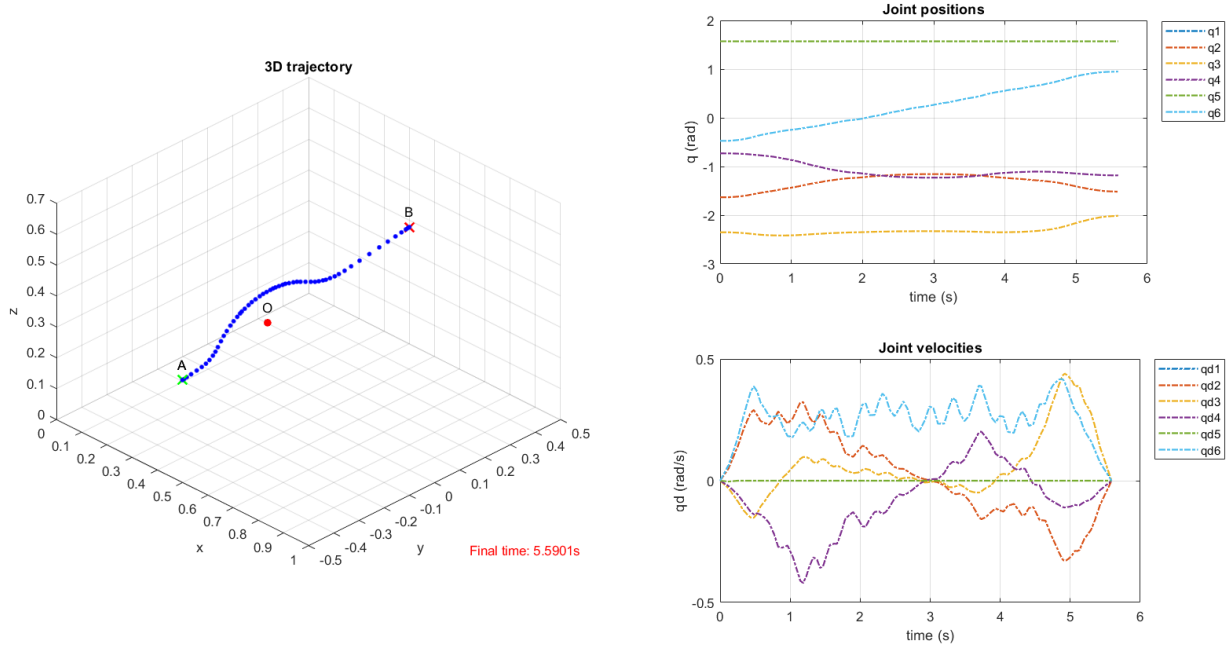 3D trajectory
0.7
0.6
0.5
0.4
0.3
0.2
0.1
0
z
A
O
B
0
0.1
0.2
0.3
0.4
0.5
0.6
0.7
0.8
0.9
1
x
-0.5
-0.4
-0.3
-0.2
-0.1
0
0.1
0.2
0.3
0.4
0.5
y
Final time: 5.5901s
Joint positions
2
1
0
-1
-2
-3
q (rad)
0 1 2 3 4 5 6
time (s)
q1
q2
q3
q4
q5
q6
Joint velocities
0.5
0
-0.5
qd (rad/s)
0 1 2 3 4 5 6
time (s)
qd1
qd2
qd3
qd4
qd5
qd6